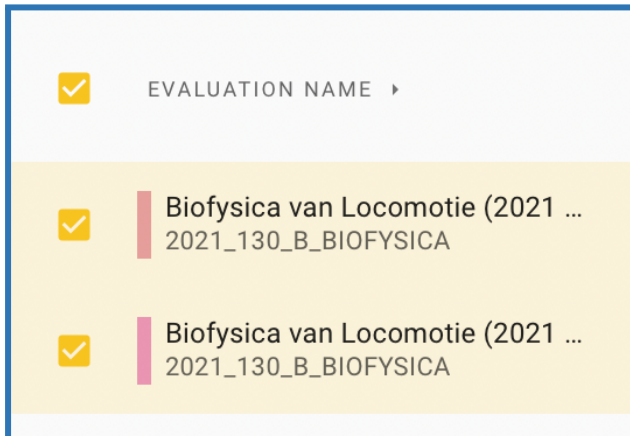 EVALUATION NAME
Biofysica van Locomotie (2021 ...
2021_130_B_BIOFYSICA
Biofysica van Locomotie (2021 ...
2021_130_B_BIOFYSICA